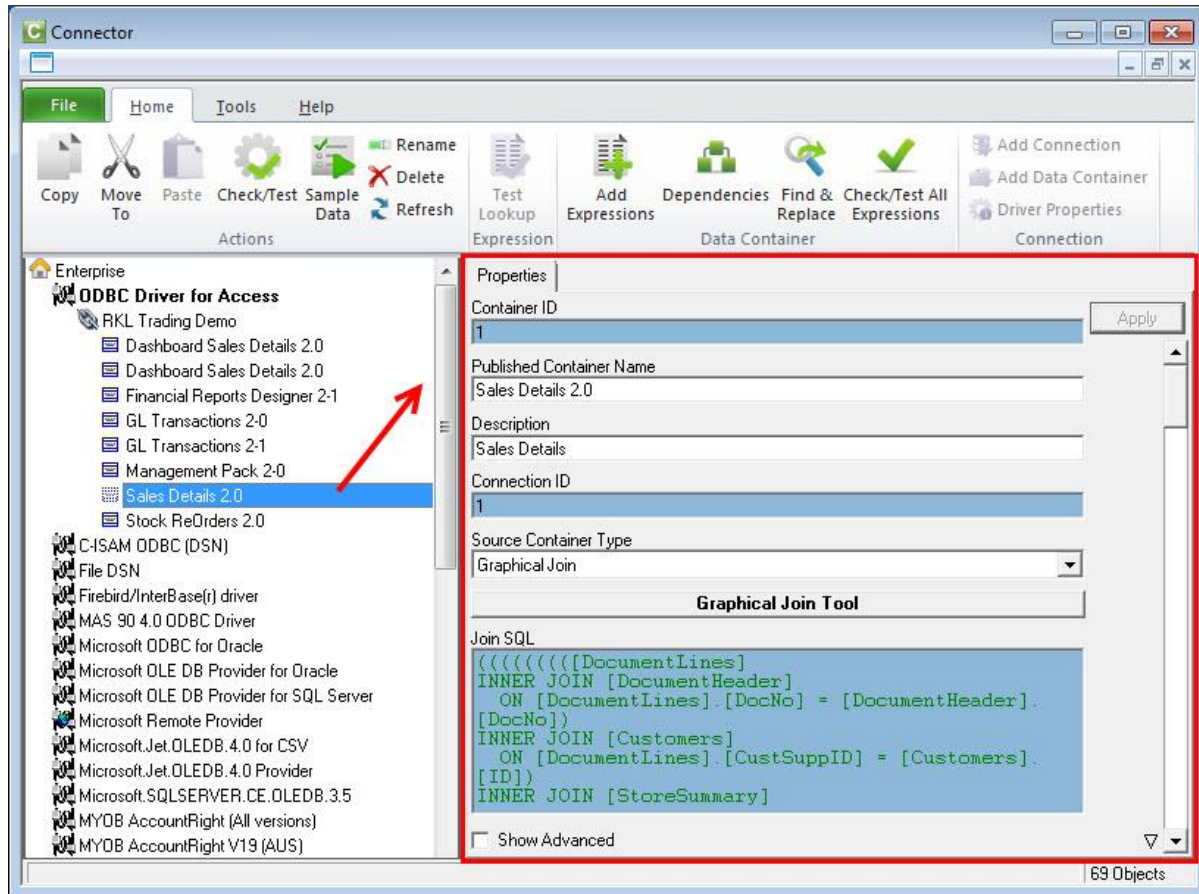 Connector
File Home Tools Help
Copy
Move To
Paste
Check/Test
Sample Data
Rename
Delete
Refresh
Actions
Test Lookup
Expression
Add Expressions
Dependencies
Find & Replace
Check/Test All Expressions
Data Container
Add Connection
Add Data Container
Driver Properties
Connection
Enterprise
ODBC Driver for Access
RKL Trading Demo
Dashboard Sales Details 2.0
Dashboard Sales Details 2.0
Financial Reports Designer 2-1
GL Transactions 2-0
GL Transactions 2-1
Management Pack 2-0
Sales Details 2.0
Stock ReOrders 2.0
C-ISAM ODBC (DSN)
File DSN
Firebird/InterBase(r) driver
MAS 90 4.0 ODBC Driver
Microsoft ODBC for Oracle
Microsoft OLE DB Provider for Oracle
Microsoft OLE DB Provider for SQL Server
Microsoft Remote Provider
Microsoft.Jet.OLEDB.4.0 for CSV
Microsoft.Jet.OLEDB.4.0 Provider
Microsoft.SQLSERVER.CE.OLEDB.3.5
MYOB AccountRight (All versions)
MYOB AccountRight V19 (AUS)
Properties
Container ID
1
Apply
Published Container Name
Sales Details 2.0
Description
Sales Details
Connection ID
1
Source Container Type
Graphical Join
Graphical Join Tool
Join SQL
((((((((([DocumentLines]
INNER JOIN [DocumentHeader]
ON [DocumentLines].[DocNo] = [DocumentHeader].
[DocNo])
INNER JOIN [Customers]
ON [DocumentLines].[CustSuppID] = [Customers].
[ID])
INNER JOIN [StoreSummary]
Show Advanced
69 Objects